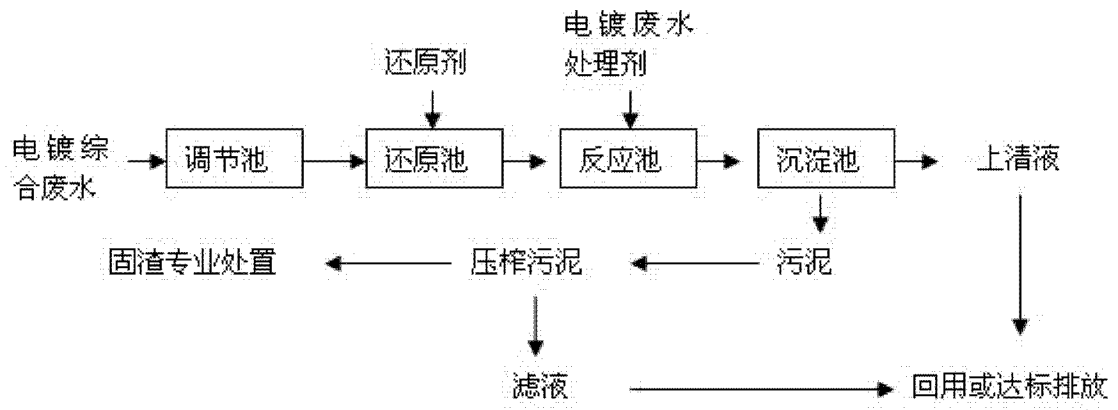 电镀废水
处理剂
还原剂
电镀综
合废水
调节池
还原池
反应池
沉淀池
上清液
固渣专业处置
压榨污泥
污泥
滤液
回用或达标排放